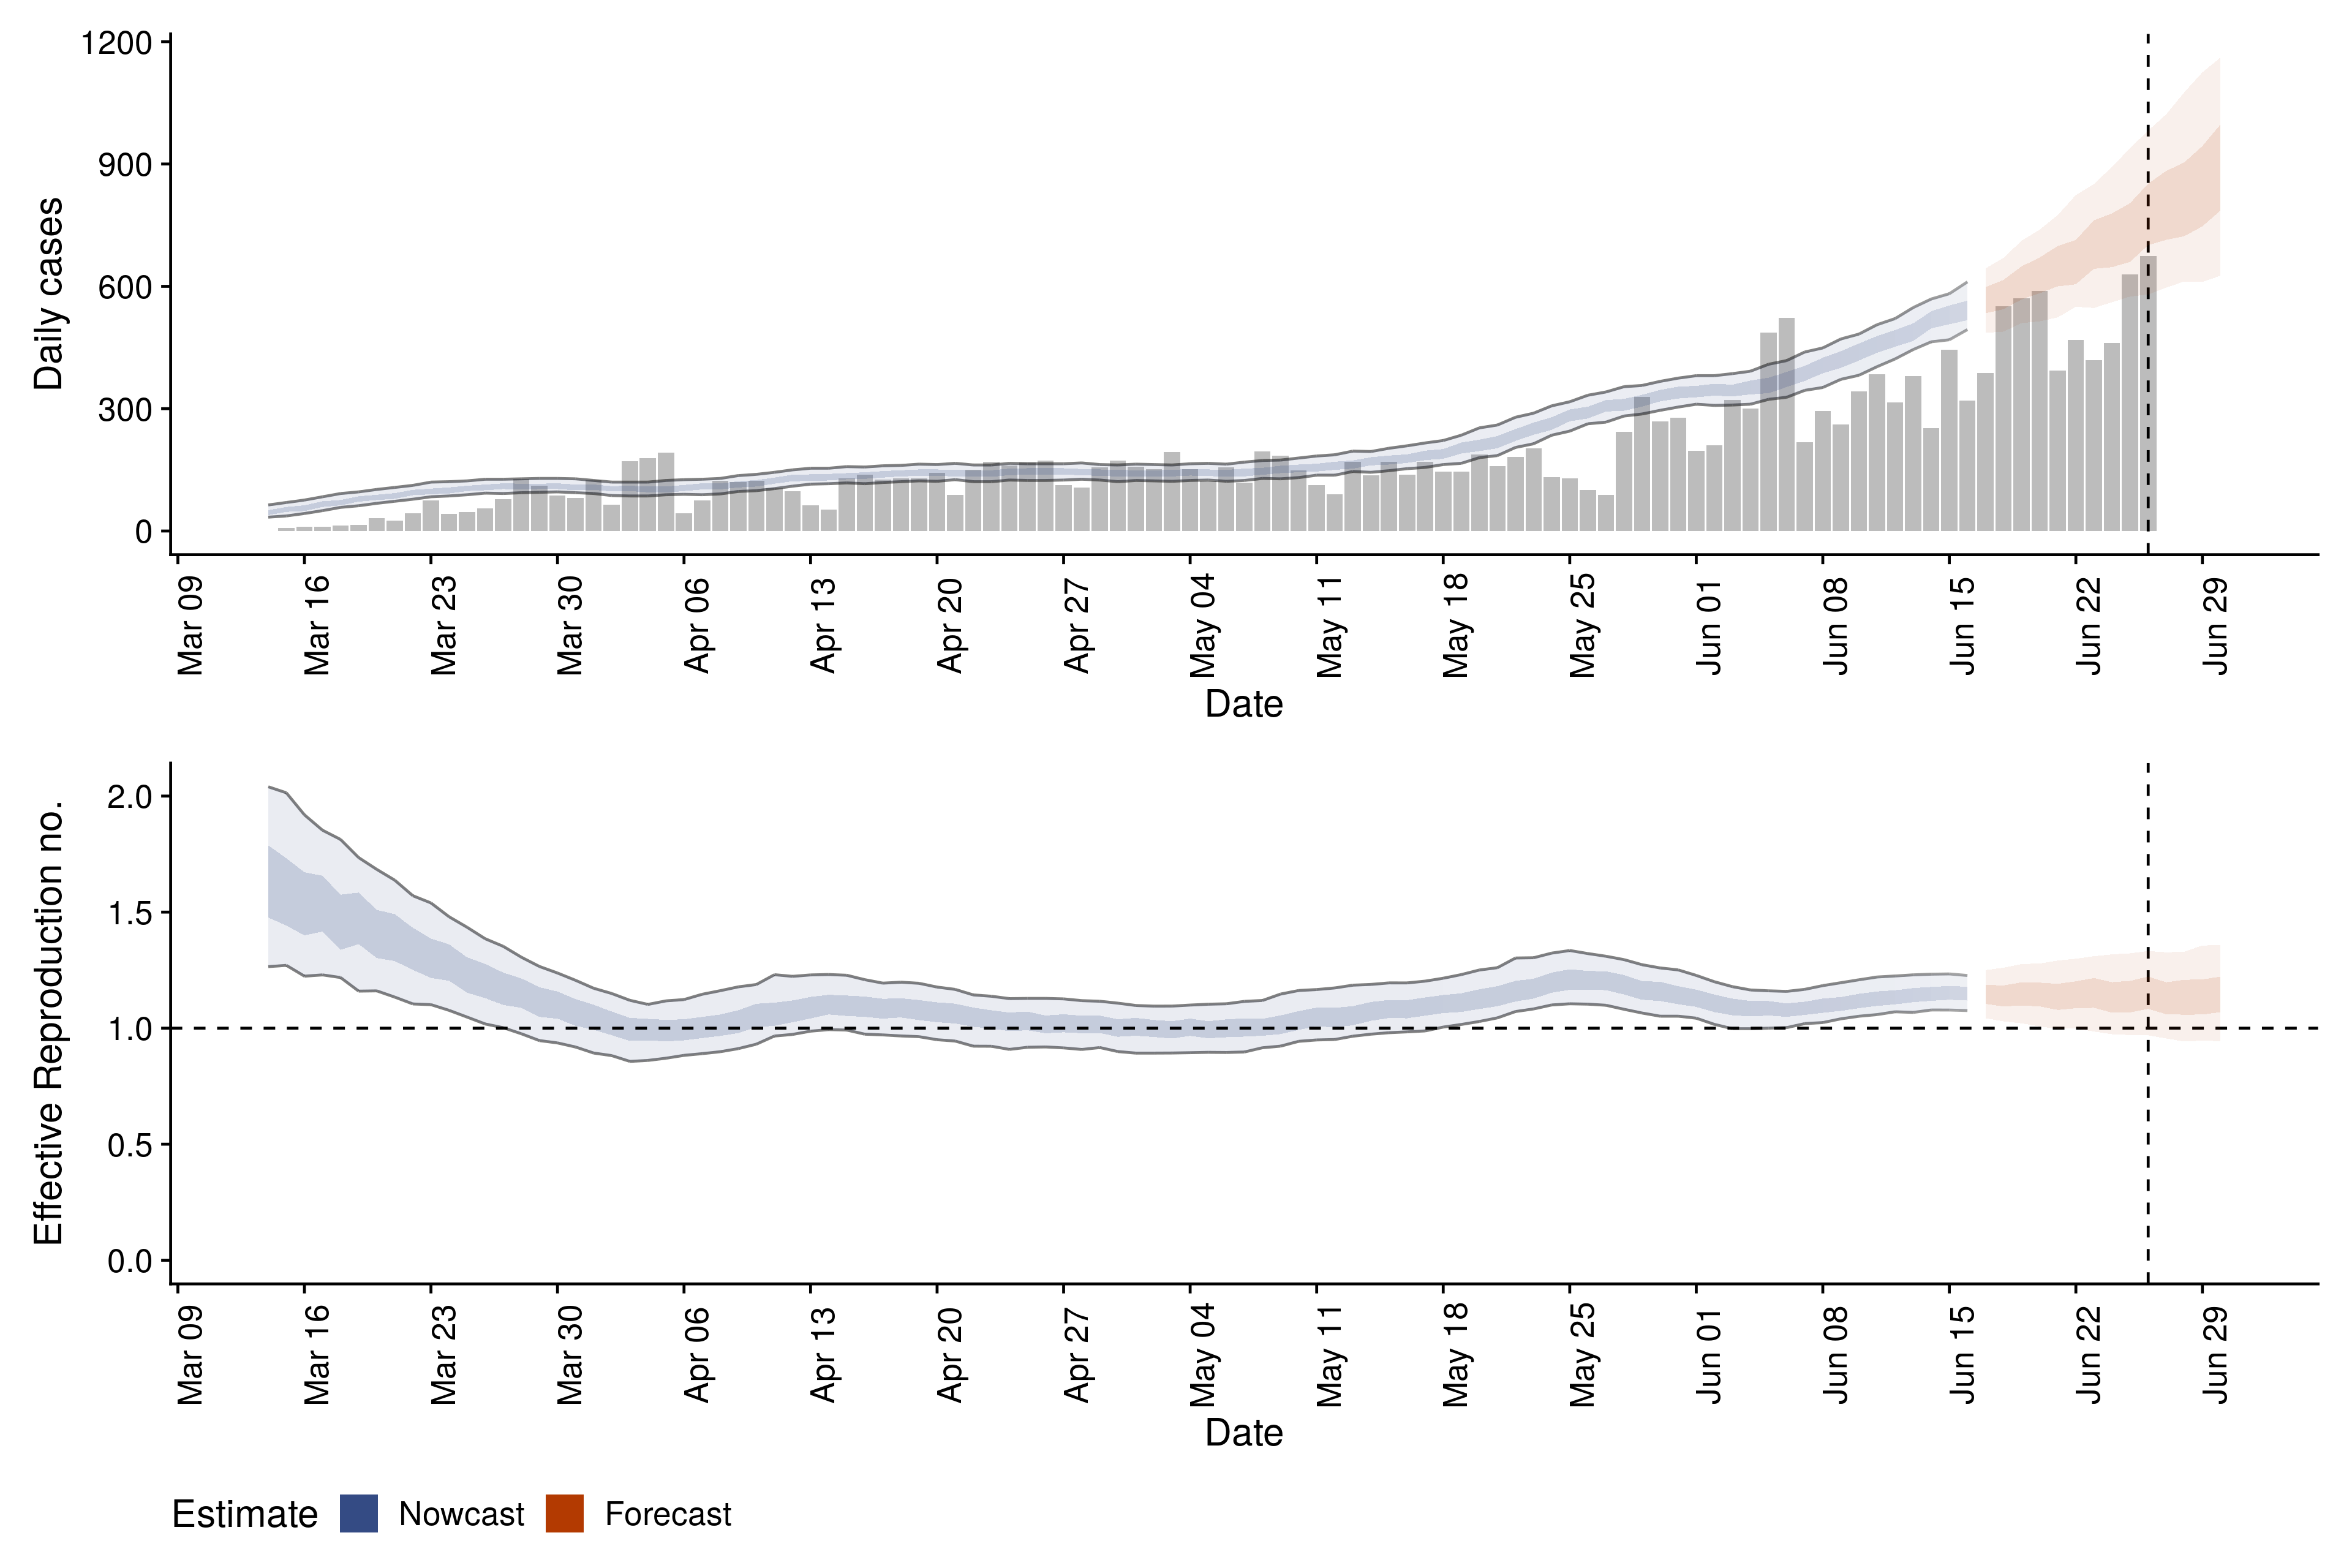 Daily cases
1200
900
600
300
0
Mar 09
Mar 16
Mar 23
Mar 30
Apr 06
Apr 13
Apr 20
Apr 27
May 04
May 11
May 18
May 25
Jun 01
Jun 08
Jun 15
Jun 22
Jun 29
Date
Effective Reproduction no.
2.0
1.5
1.0
0.5
0.0
Mar 09
Mar 16
Mar 23
Mar 30
Apr 06
Apr 13
Apr 20
Apr 27
May 04
May 11
May 18
May 25
Jun 01
Jun 08
Jun 15
Jun 22
Jun 29
Date
Estimate Nowcast Forecast